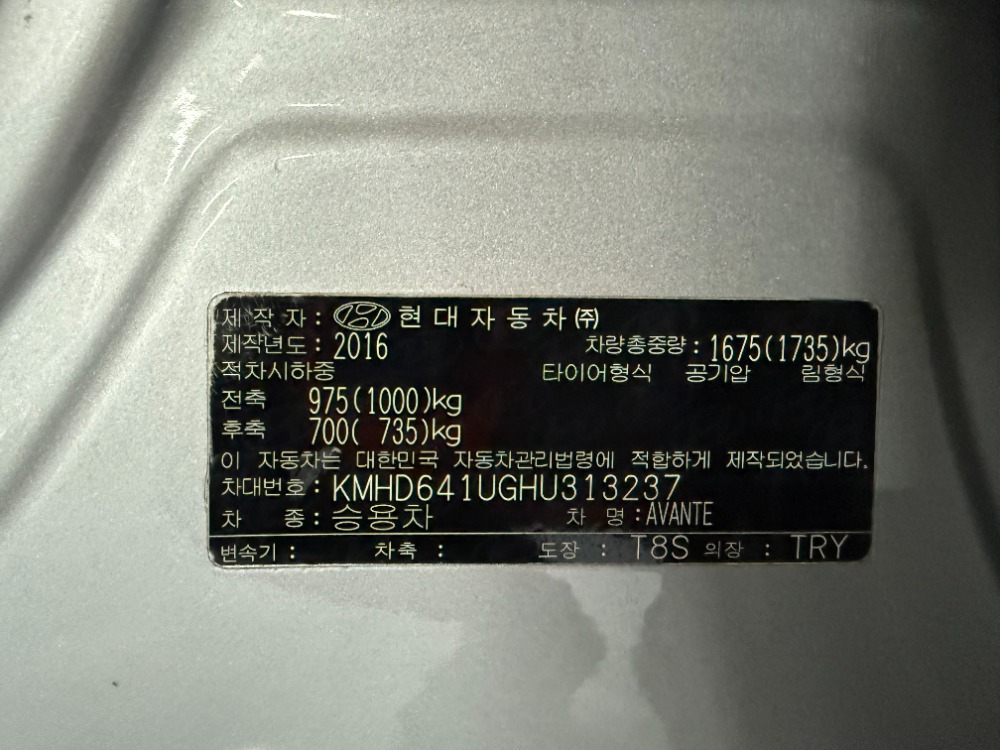 제 작 자 : 현 대 자 동 차 ㈜
제작년도 : 2016 차량총중량 : 1675(1735)kg
적차시하중 타이어형식 공기압 림형식
전축 975(1000)kg
후축 700( 735)kg
이 자동차는 대한민국 자동차관리법령에 적합하게 제작되었습니다.
차대번호 : KMHD641UGHU313237
차 종 : 승용차 차 명 : AVANTE
변속기 : 차축 : 도장 : T8S 의장 : TRY